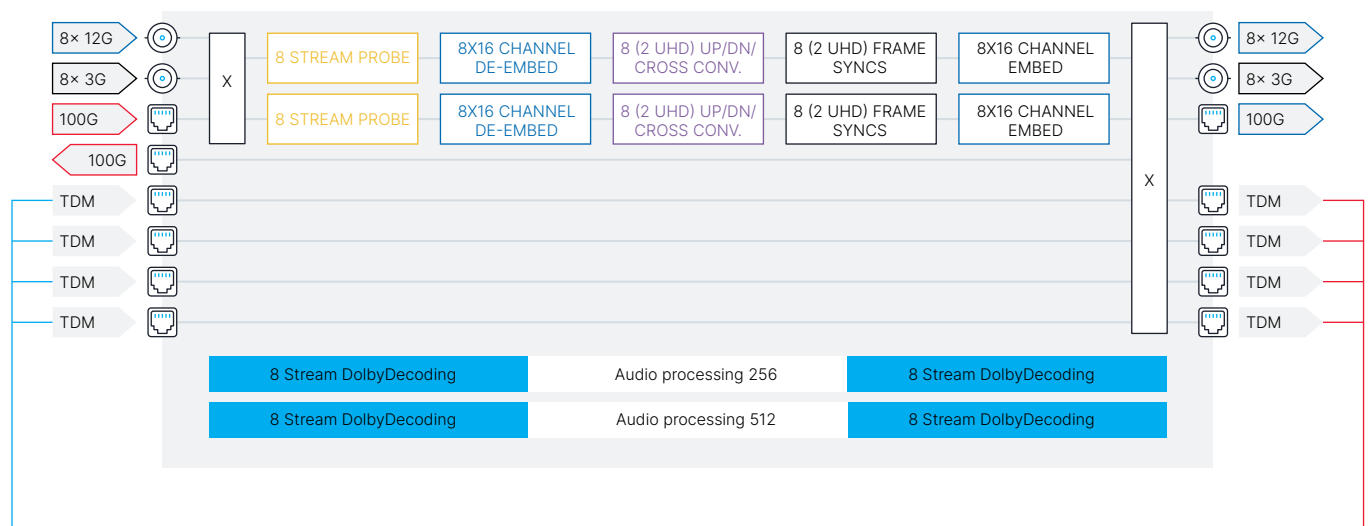 8× 12G
8× 3G
100G
100G
TDM
TDM
TDM
TDM
X
8 STREAM PROBE
8X16 CHANNEL
DE-EMBED
8 (2 UHD) UP/DN/
CROSS CONV.
8 (2 UHD) FRAME
SYNCS
8X16 CHANNEL
EMBED
8 STREAM PROBE
8X16 CHANNEL
DE-EMBED
8 (2 UHD) UP/DN/
CROSS CONV.
8 (2 UHD) FRAME
SYNCS
8X16 CHANNEL
EMBED
X
8× 12G
8× 3G
100G
TDM
TDM
TDM
TDM
8 Stream DolbyDecoding
Audio processing 256
8 Stream DolbyDecoding
8 Stream DolbyDecoding
Audio processing 512
8 Stream DolbyDecoding